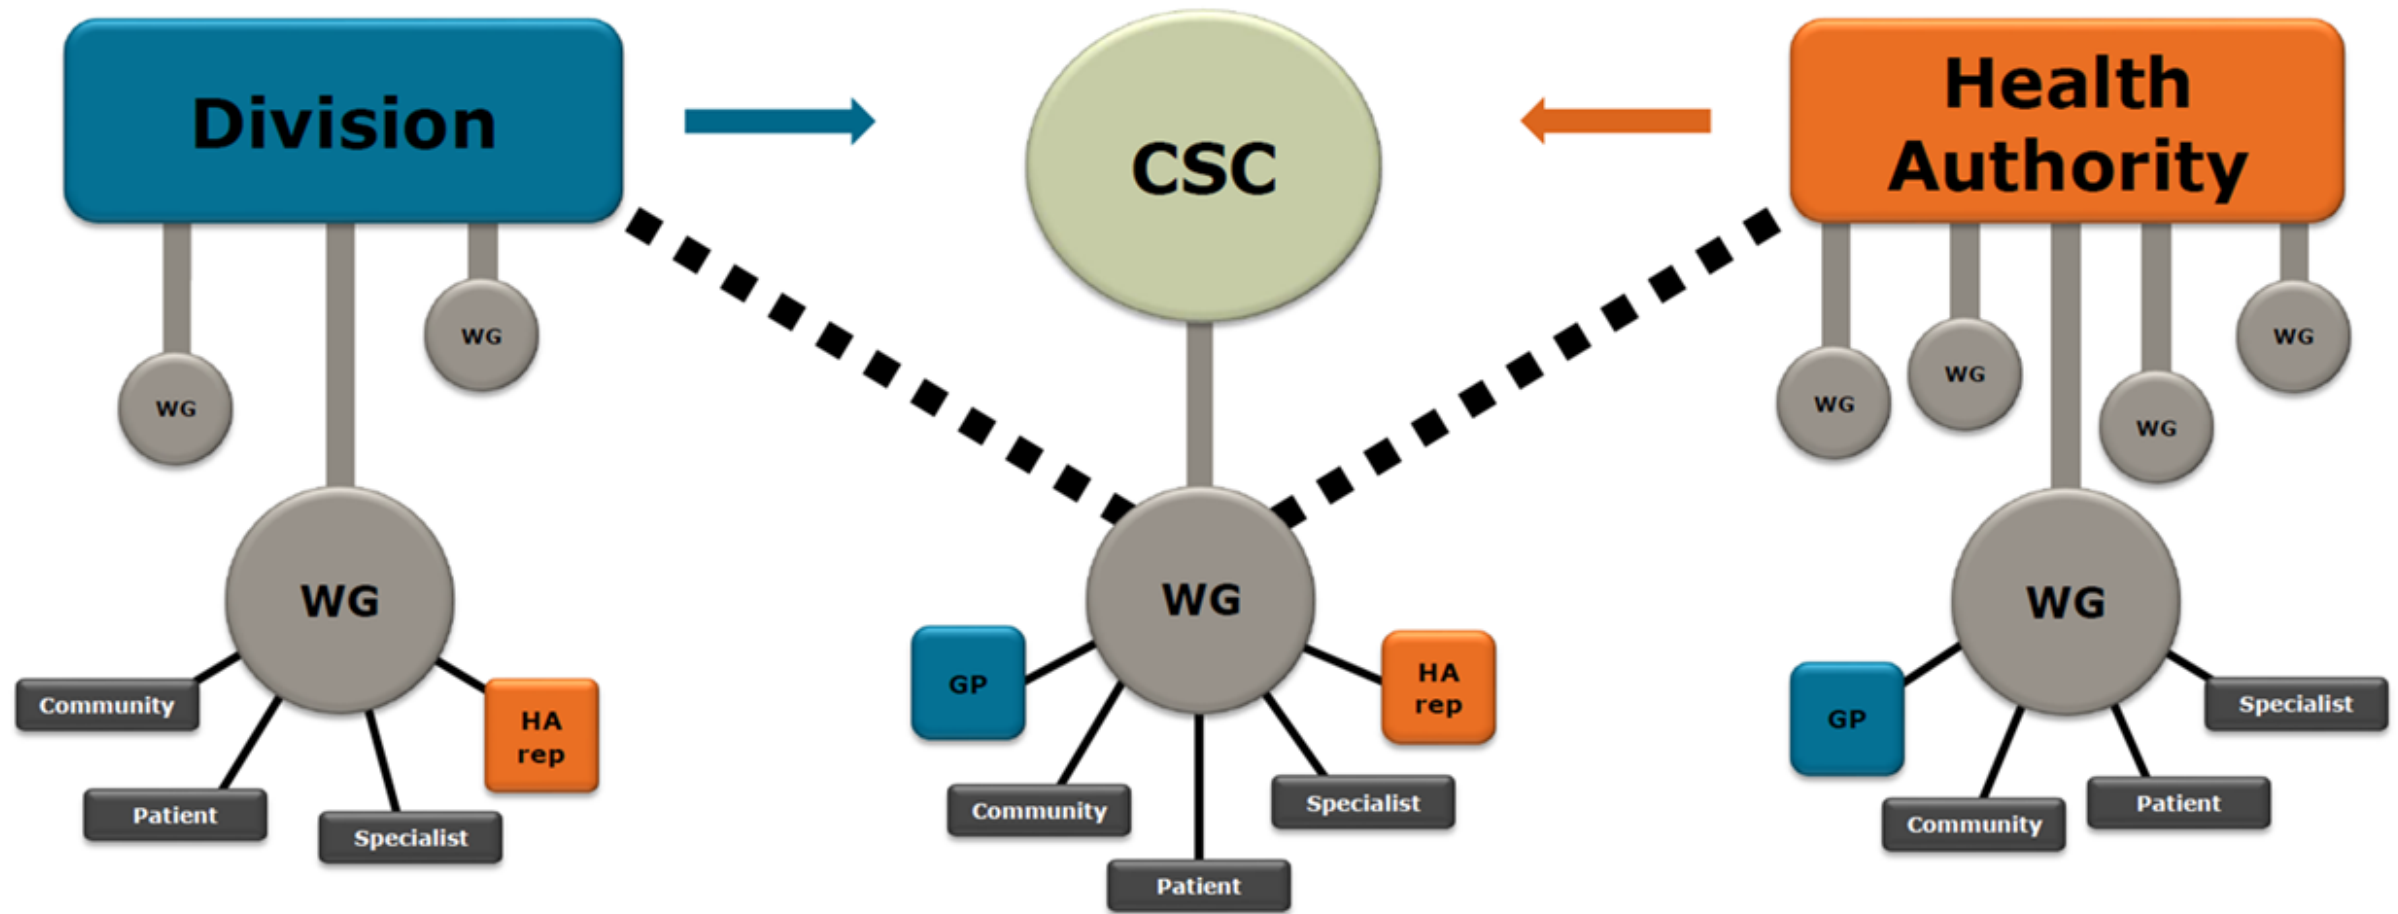 Division
CSC
Health
Authority
WG
WG
WG
WG
WG
WG
WG
WG
WG
Community
Patient
Specialist
HA
rep
GP
Community
Patient
Specialist
HA
rep
GP
Community
Patient
Specialist